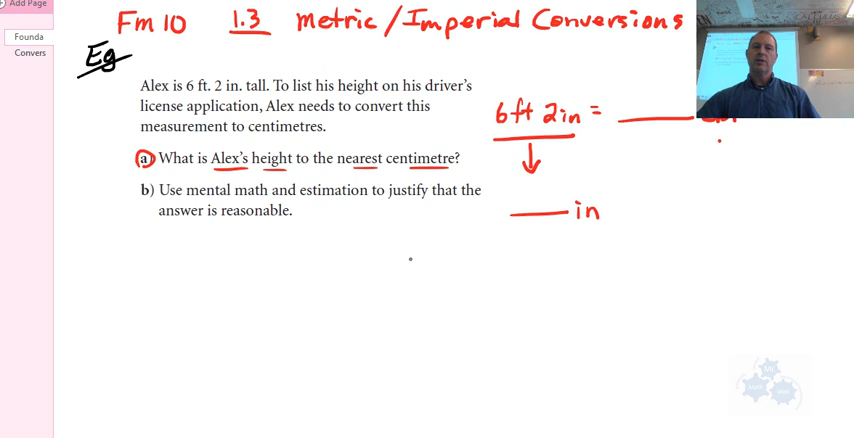 Add Page
Fm 10 1.3 Metric/Imperial Conversions
Founda
Convers
Eg
Alex is 6 ft. 2 in. tall. To list his height on his driver's
license application, Alex needs to convert this
measurement to centimetres.
6ft 2in = ____
a) What is Alex's height to the nearest centimetre?
b) Use mental math and estimation to justify that the
answer is reasonable.
____ in